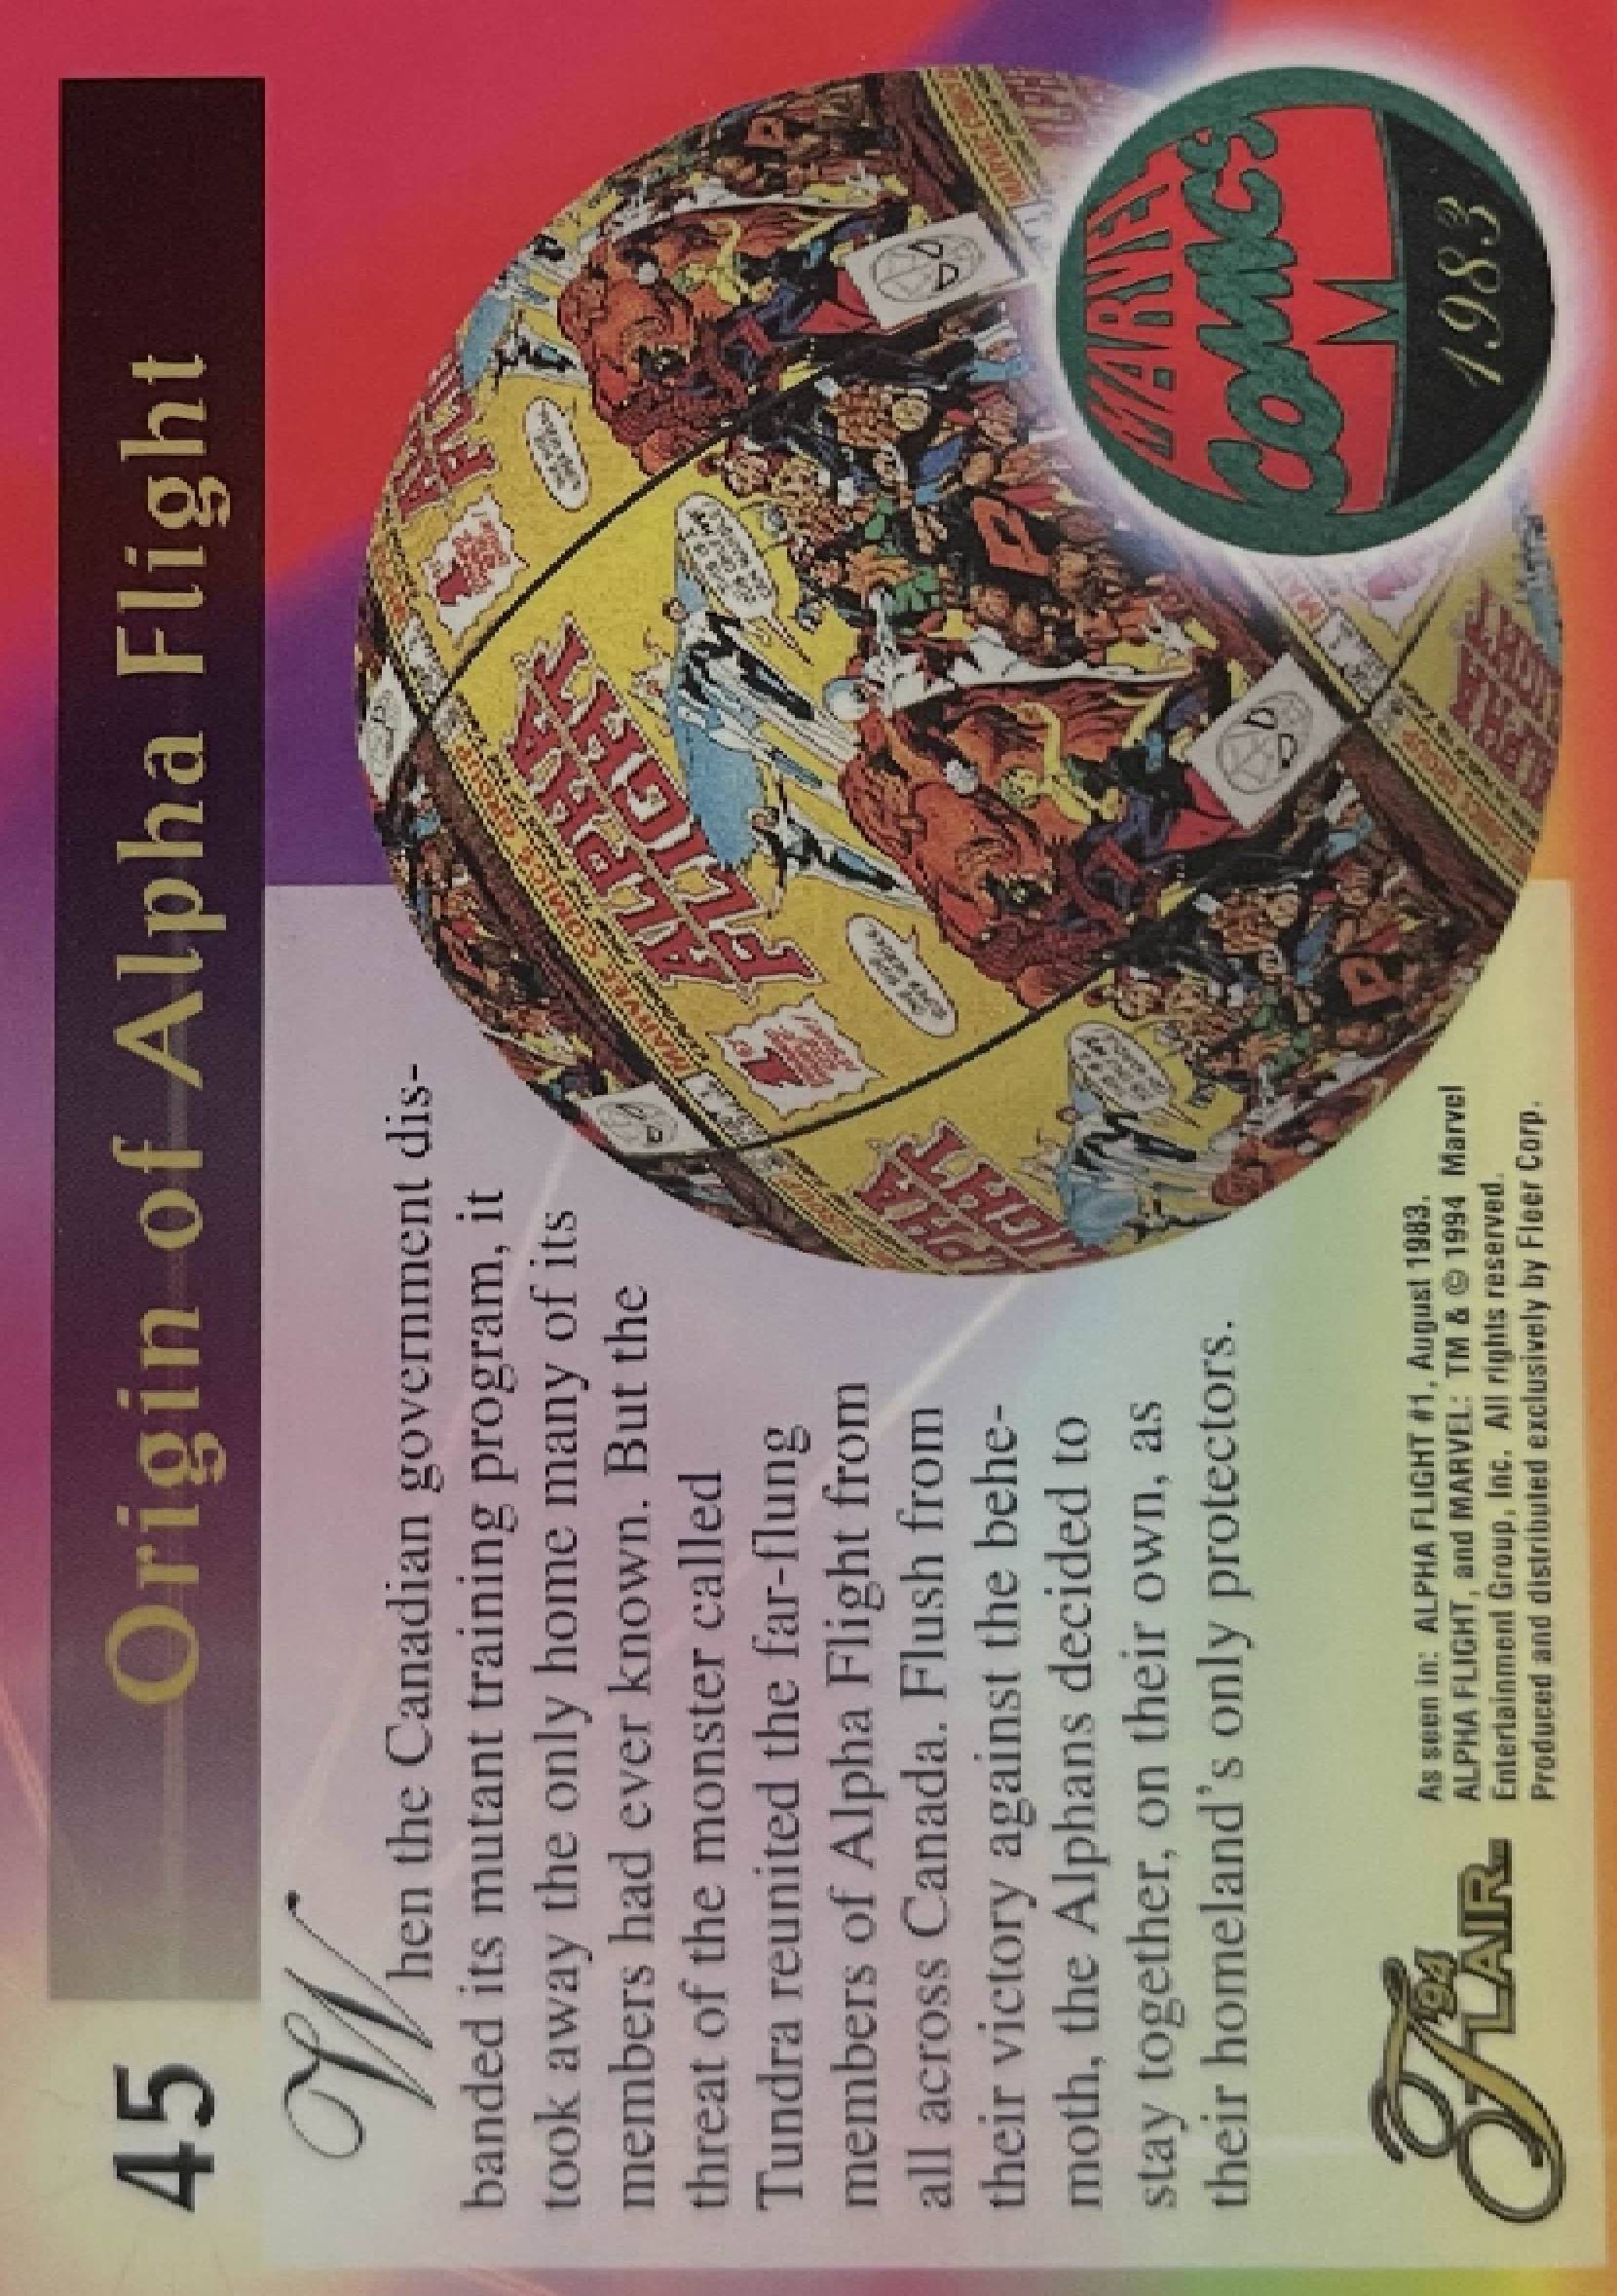 45
Origin of Alpha Flight
When the Canadian government dis-
banded its mutant training program, it
took away the only home many of its
members had ever known. But the
threat of the monster called
Tundra reunited the far-flung
members of Alpha Flight from
all across Canada. Flush from
their victory against the behe-
moth, the Alphans decided to
stay together, on their own, as
their homeland's only protectors.
'94
FLAIR
As seen in: ALPHA FLIGHT #1, August 1983.
ALPHA FLIGHT, and MARVEL: TM & © 1994 Marvel
Entertainment Group, Inc. All rights reserved.
Produced and distributed exclusively by Fleer Corp.
MARVEL COMICS GROUP
ALPHA
FLIGHT
1ST
MARVEL
COMICS
M
1983